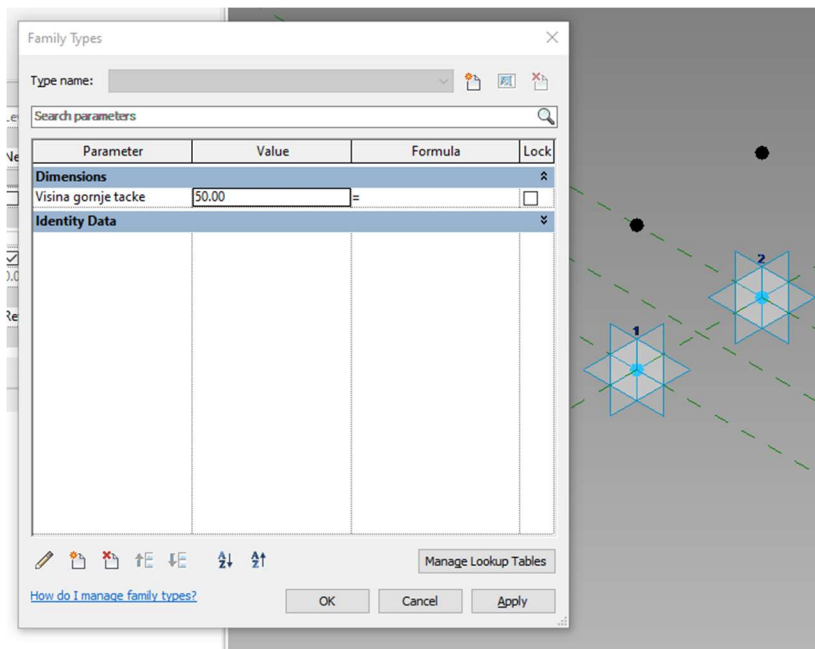 Family Types
Type name:
Search parameters
Parameter Value Formula Lock
Dimensions
Visina gornje tacke 50.00 =
Identity Data
Manage Lookup Tables
How do I manage family types?
OK Cancel Apply
2
1